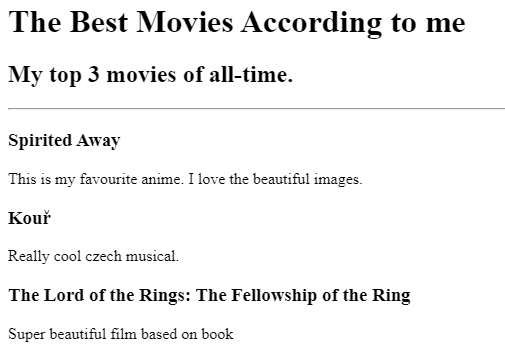 The Best Movies According to me
My top 3 movies of all-time.
Spirited Away
This is my favourite anime. I love the beautiful images.
Kouř
Really cool czech musical.
The Lord of the Rings: The Fellowship of the Ring
Super beautiful film based on book